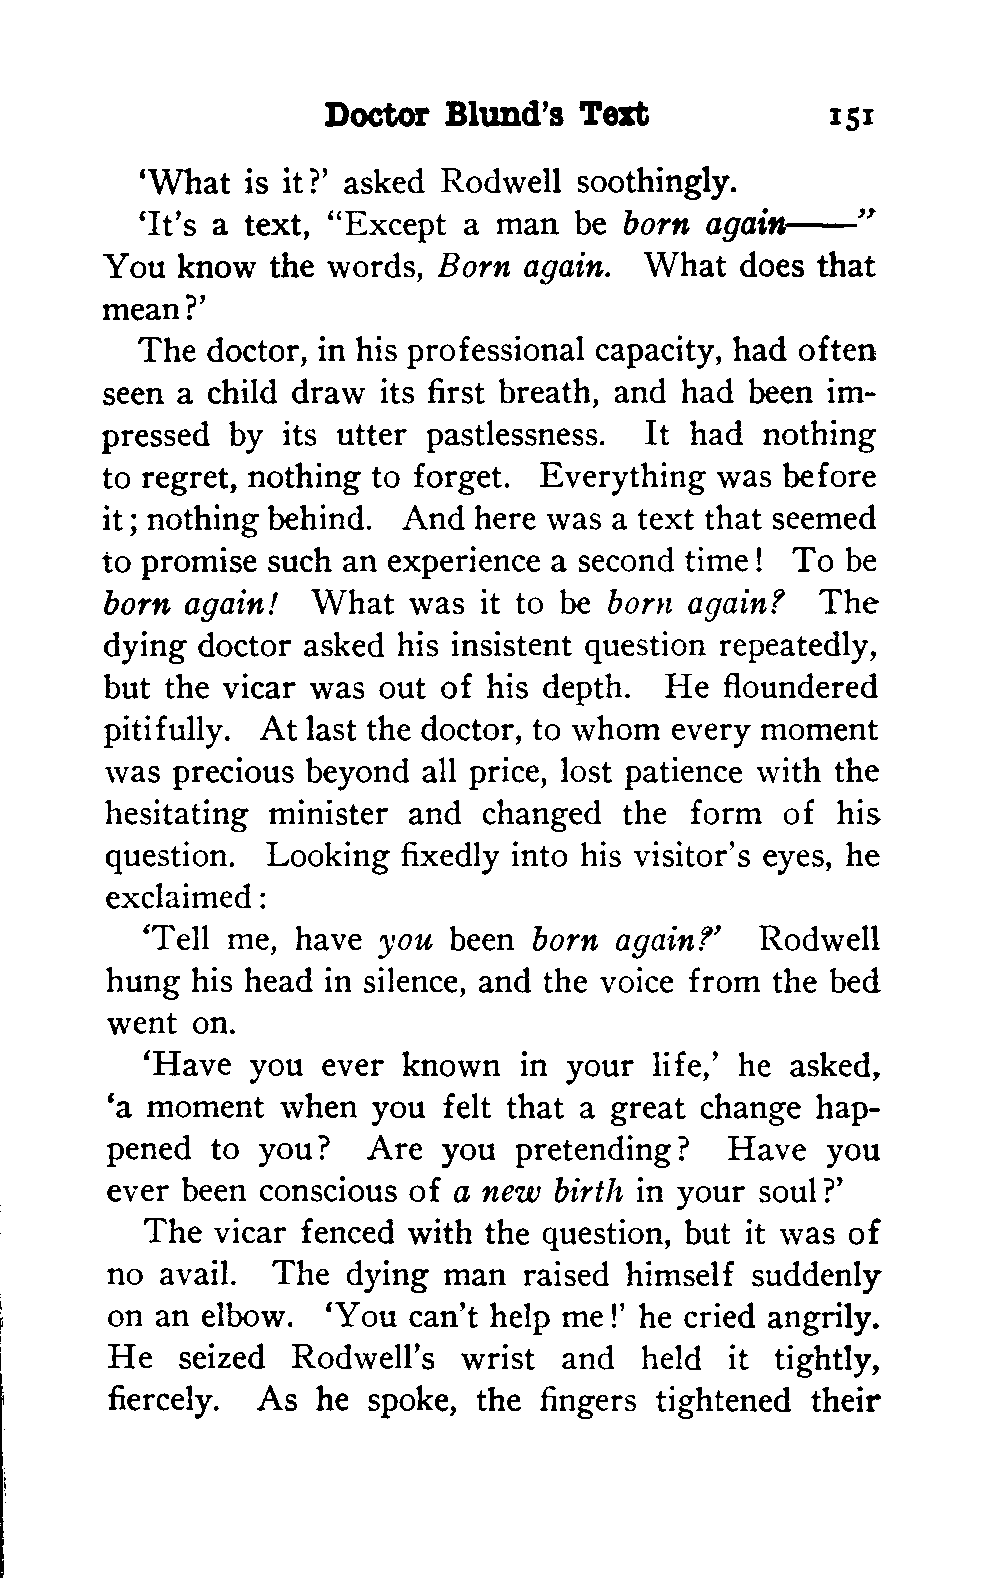 Doctor Blund's Text 151
'What is it?' asked Rodwell soothingly.
'It's a text, "Except a man be born again——"
You know the words, Born again. What does that
mean?'
The doctor, in his professional capacity, had often
seen a child draw its first breath, and had been im-
pressed by its utter pastlessness. It had nothing
to regret, nothing to forget. Everything was before
it; nothing behind. And here was a text that seemed
to promise such an experience a second time! To be
born again! What was it to be born again? The
dying doctor asked his insistent question repeatedly,
but the vicar was out of his depth. He floundered
pitifully. At last the doctor, to whom every moment
was precious beyond all price, lost patience with the
hesitating minister and changed the form of his
question. Looking fixedly into his visitor's eyes, he
exclaimed:
'Tell me, have you been born again?' Rodwell
hung his head in silence, and the voice from the bed
went on.
'Have you ever known in your life,' he asked,
'a moment when you felt that a great change hap-
pened to you? Are you pretending? Have you
ever been conscious of a new birth in your soul?'
The vicar fenced with the question, but it was of
no avail. The dying man raised himself suddenly
on an elbow. 'You can't help me!' he cried angrily.
He seized Rodwell's wrist and held it tightly,
fiercely. As he spoke, the fingers tightened their